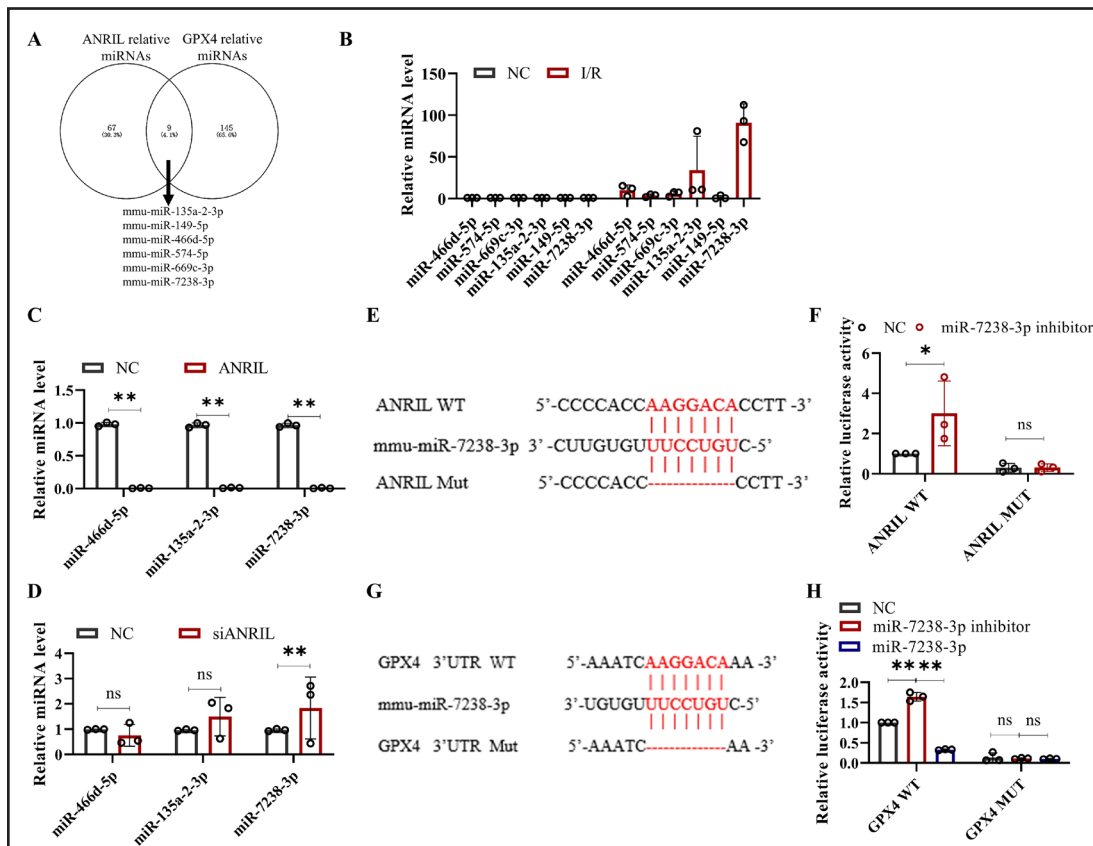 A
ANRIL relative
miRNAs
GPX4 relative
miRNAs
67
(30.3%)
9
(4.1%)
145
(65.6%)
mmu-miR-135a-2-3p
mmu-miR-149-5p
mmu-miR-466d-5p
mmu-miR-574-5p
mmu-miR-669c-3p
mmu-miR-7238-3p
B
NC
I/R
Relative miRNA level
150
100
50
0
miR-466d-5p
miR-574-5p
miR-669c-3p
miR-135a-2-3p
miR-149-5p
miR-7238-3p
miR-466d-5p
miR-574-5p
miR-669c-3p
miR-135a-2-3p
miR-149-5p
miR-7238-3p
C
NC
ANRIL
Relative miRNA level
1.5
1.0
0.5
0.0
**
**
**
miR-466d-5p
miR-135a-2-3p
miR-7238-3p
D
NC
siANRIL
Relative miRNA level
4
3
2
1
0
ns
ns
**
miR-466d-5p
miR-135a-2-3p
miR-7238-3p
E
ANRIL WT 5’-CCCCACCAAGGACACCTT -3’
mmu-miR-7238-3p 3’ -CUUGUGUUUCCUGUC-5’
ANRIL Mut 5’-CCCCACC--------------CCTT -3’
F
NC
miR-7238-3p inhibitor
Relative luciferase activity
6
4
2
0
*
ns
ANRIL WT
ANRIL MUT
G
GPX4 3’UTR WT 5’-AAATCAAGGACAAA -3’
mmu-miR-7238-3p 3’-UGUGUUUCCUGUC-5’
GPX4 3’UTR Mut 5’-AAATC-------------AA -3’
H
NC
miR-7238-3p inhibitor
miR-7238-3p
Relative luciferase activity
2.0
1.5
1.0
0.5
0.0
**
**
ns
ns
GPX4 WT
GPX4 MUT